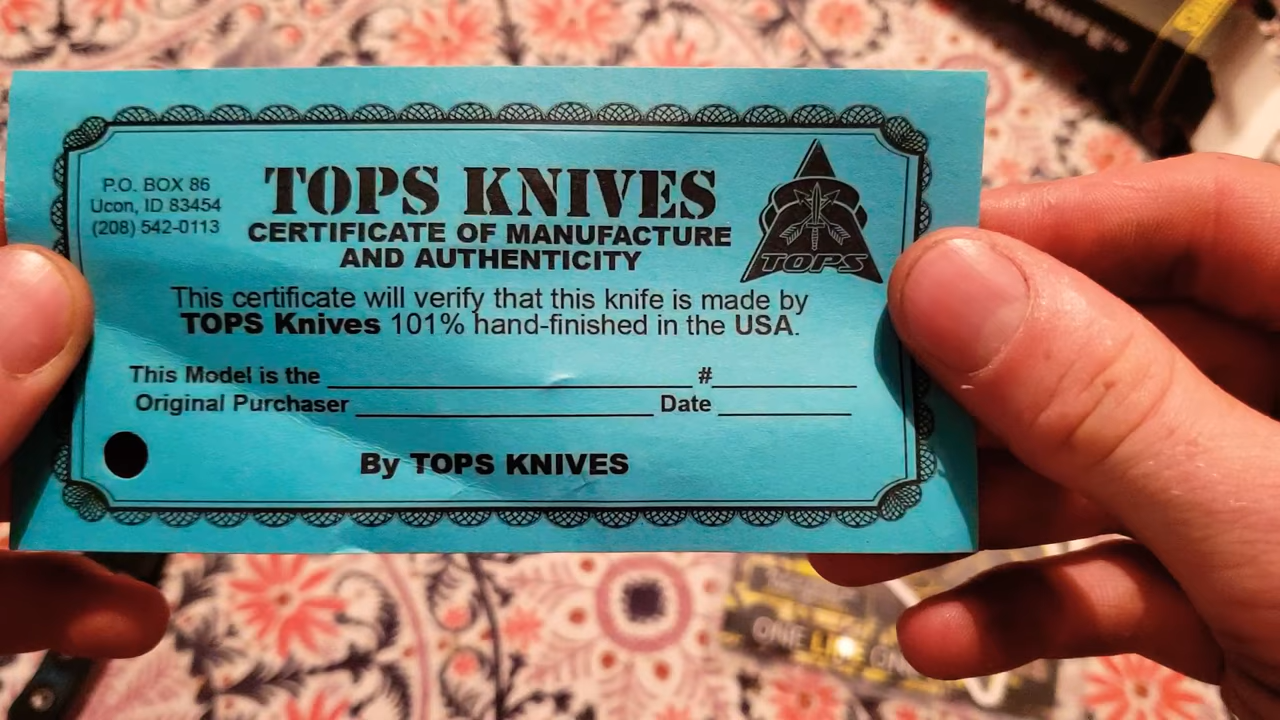 P.O. BOX 86
Ucon, ID 83454
(208) 542-0113
TOPS KNIVES
CERTIFICATE OF MANUFACTURE
AND AUTHENTICITY
TOPS
This certificate will verify that this knife is made by
TOPS Knives 101% hand-finished in the USA.
This Model is the #
Original Purchaser Date
By TOPS KNIVES
ONE